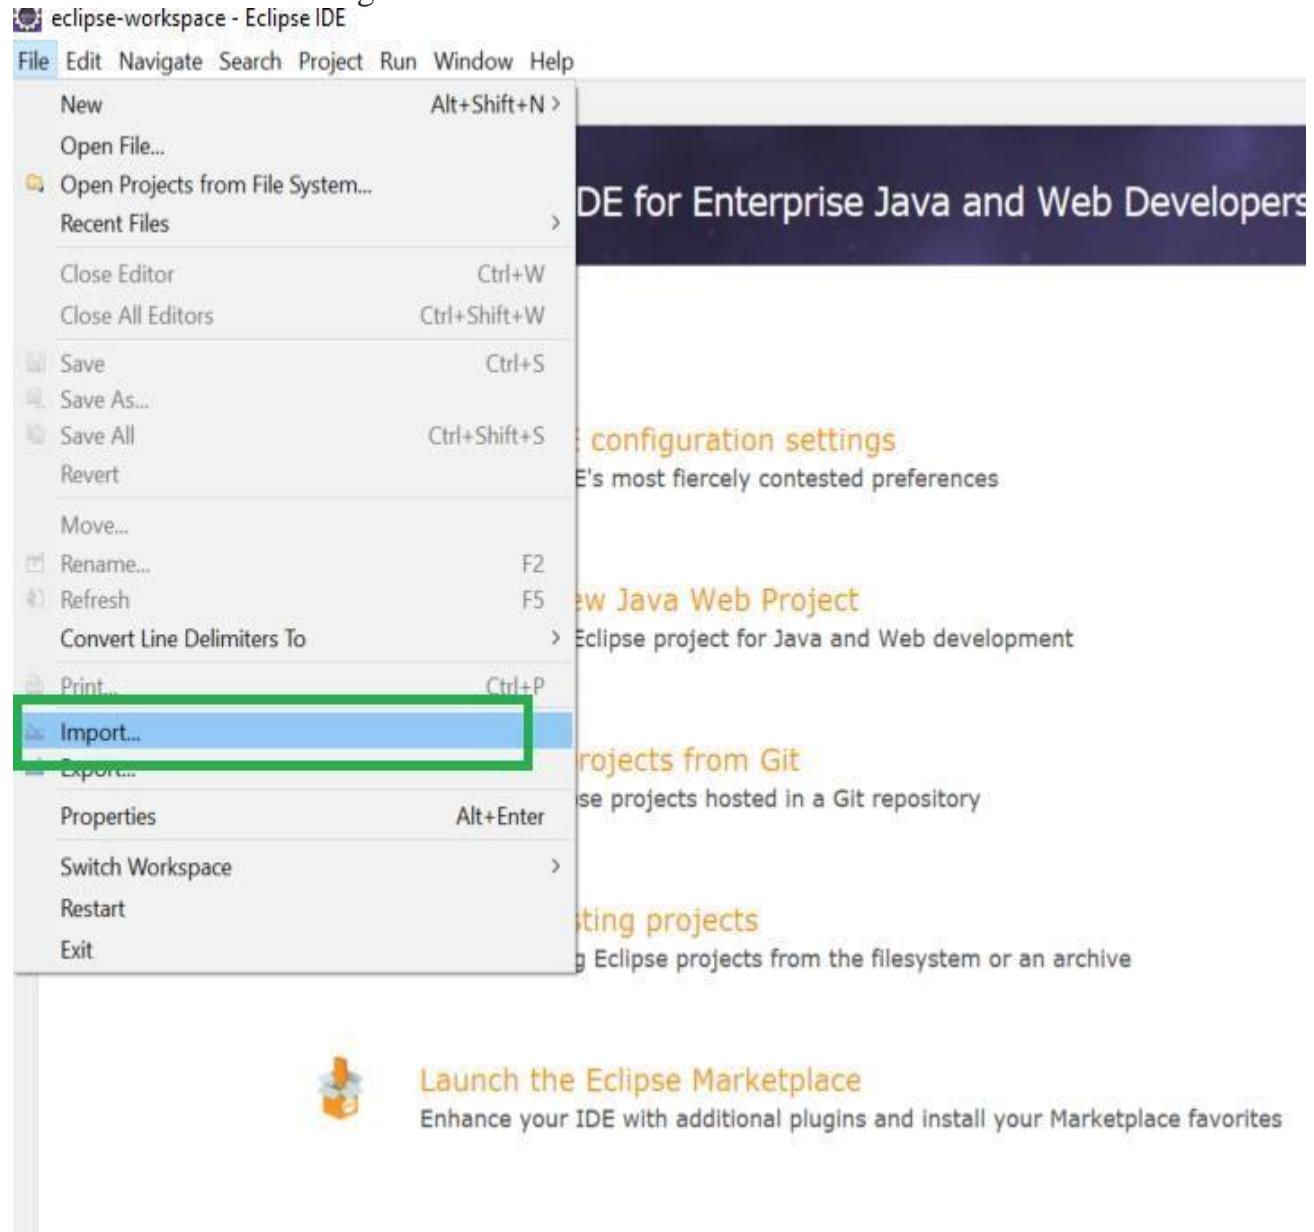 eclipse-workspace - Eclipse IDE
File Edit Navigate Search Project Run Window Help
New Alt+Shift+N >
Open File...
Open Projects from File System...
Recent Files >
DE for Enterprise Java and Web Developers
Close Editor Ctrl+W
Close All Editors Ctrl+Shift+W
Save Ctrl+S
Save As...
Save All Ctrl+Shift+S
configuration settings
Revert
E's most fiercely contested preferences
Move...
Rename... F2
Refresh F5
ew Java Web Project
Convert Line Delimiters To >
Eclipse project for Java and Web development
Print... Ctrl+P
Import...
Export...
rojects from Git
se projects hosted in a Git repository
Properties Alt+Enter
Switch Workspace >
Restart
sting projects
Exit
g Eclipse projects from the filesystem or an archive
Launch the Eclipse Marketplace
Enhance your IDE with additional plugins and install your Marketplace favorites